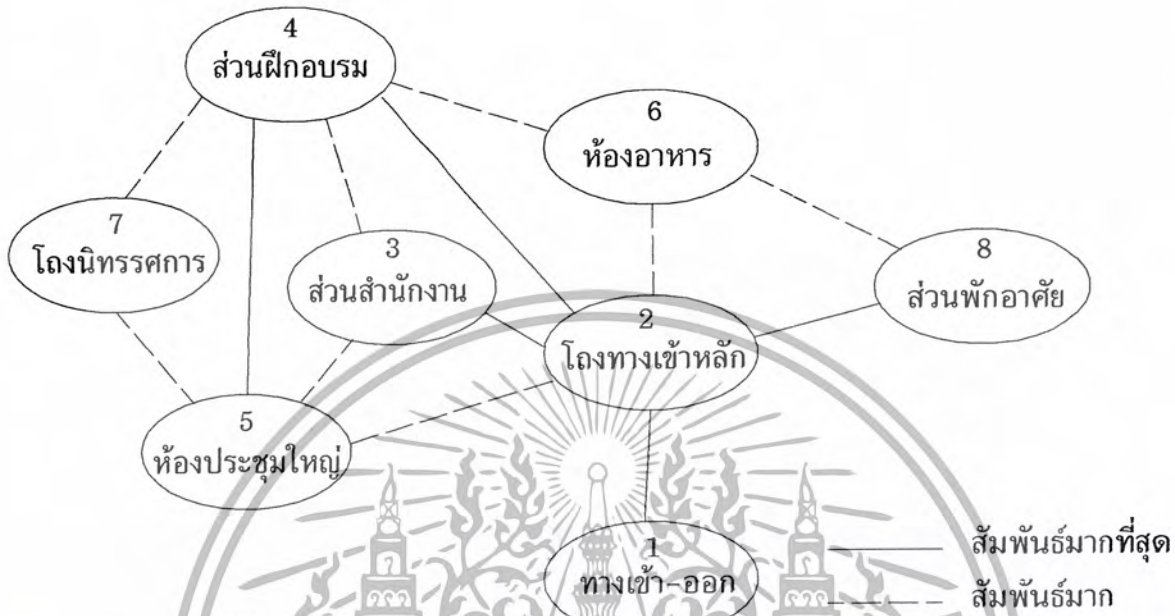 4
ส่วนฝึกอบรม
6
ห้องอาหาร
7
โถงนิทรรศการ
3
ส่วนสำนักงาน
8
ส่วนพักอาศัย
2
โถงทางเข้าหลัก
5
ห้องประชุมใหญ่
1
ทางเข้า-ออก
สัมพันธ์มากที่สุด
สัมพันธ์มาก